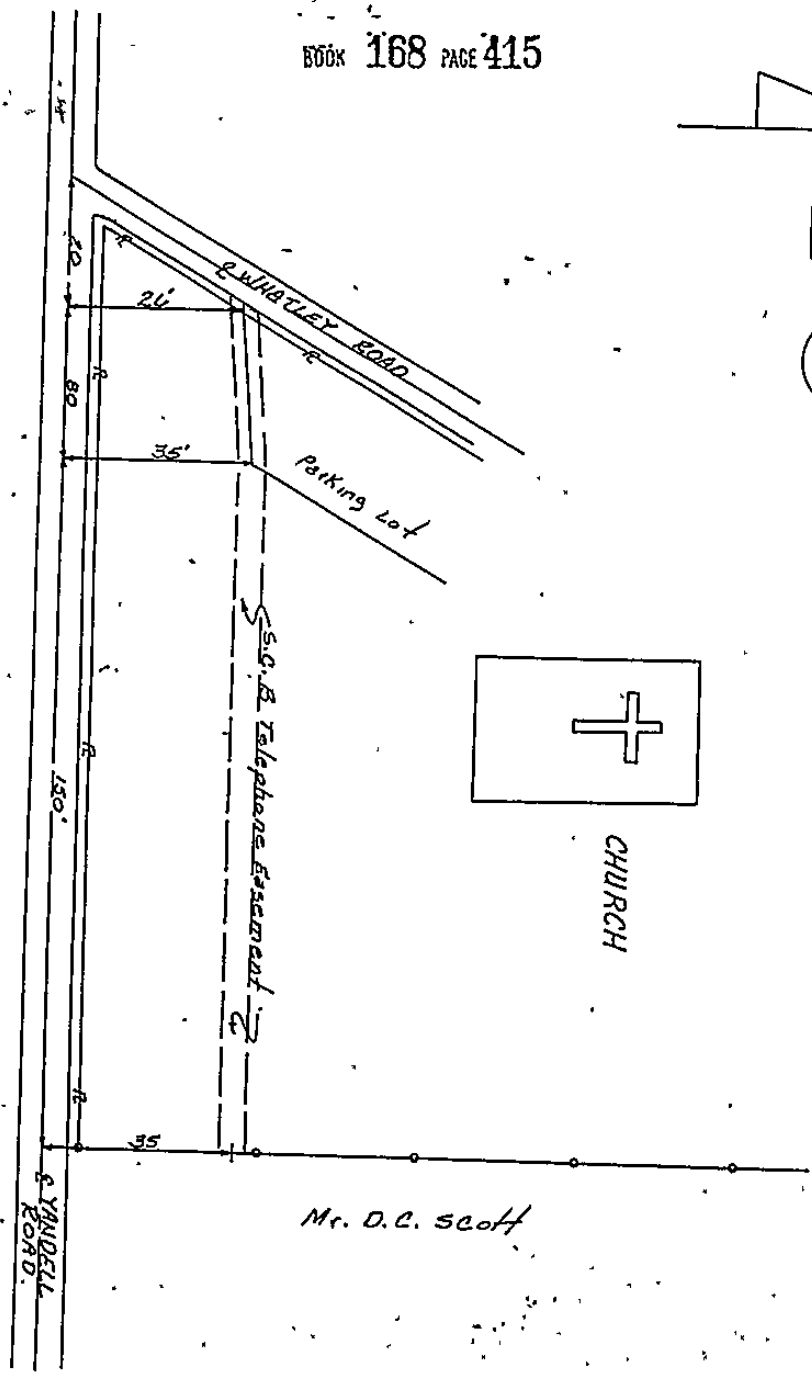 BOOK 168 PAGE 415
70
24'
℄ WHATLEY ROAD
R
R
R
80
35'
Parking Lot
S.C.B Telephone Easement
R
150'
CHURCH
R
35
Mr. D.C. Scott
℄ YANDELL
ROAD.